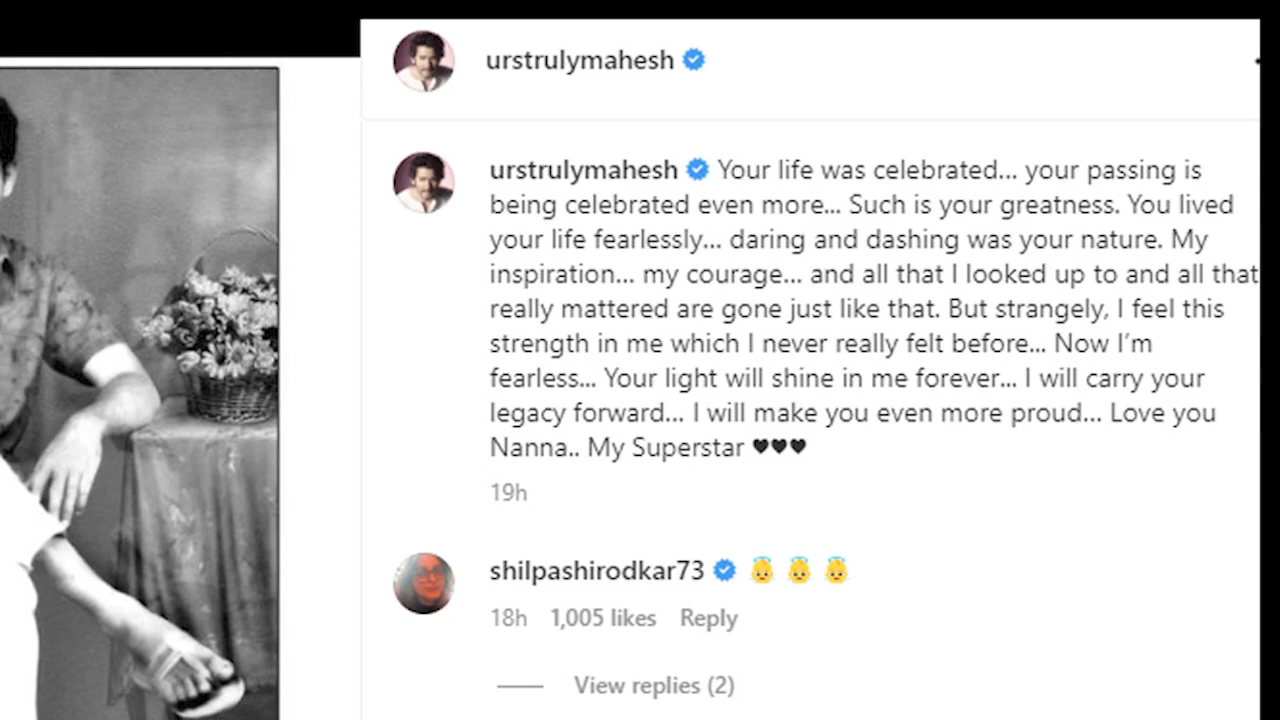 urstrulymahesh
urstrulymahesh Your life was celebrated... your passing is
being celebrated even more... Such is your greatness. You lived
your life fearlessly... daring and dashing was your nature. My
inspiration... my courage... and all that I looked up to and all that
really mattered are gone just like that. But strangely, I feel this
strength in me which I never really felt before... Now I’m
fearless... Your light will shine in me forever... I will carry your
legacy forward... I will make you even more proud... Love you
Nanna.. My Superstar ♥♥♥
19h
shilpashirodkar73 👼 👼 👼
18h 1,005 likes Reply
View replies (2)